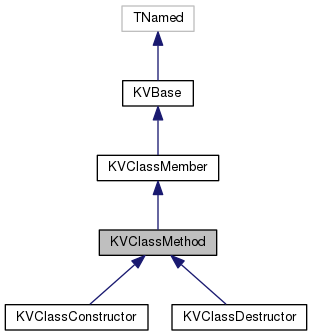 TNamed
KVBase
KVClassMember
KVClassMethod
KVClassConstructor
KVClassDestructor